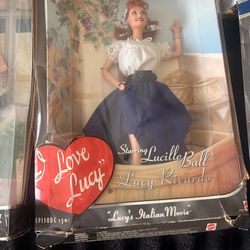 Starring
Lucille Ball
as Lucy Ricardo
I Love
Lucy
EPISODE 150:
"Lucy's Italian Movie"